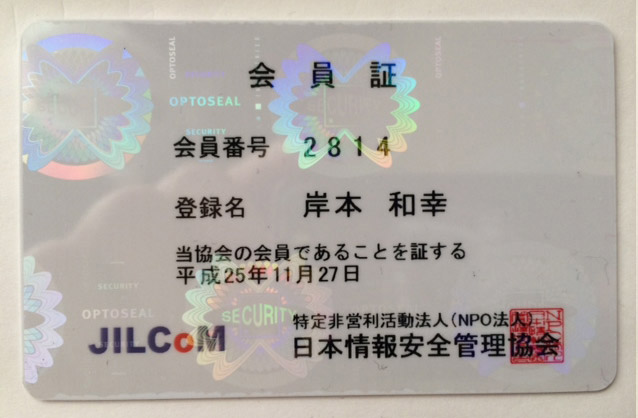 会員証
OPTOSEAL
SECURITY
会員番号 2814
登録名 岸本 和幸
当協会の会員であることを証する
平成25年11月27日
SECURITY
OPTOSEAL
SECURITY
JILCoM
特定非営利活動法人(NPO法人)
日本情報安全管理協会